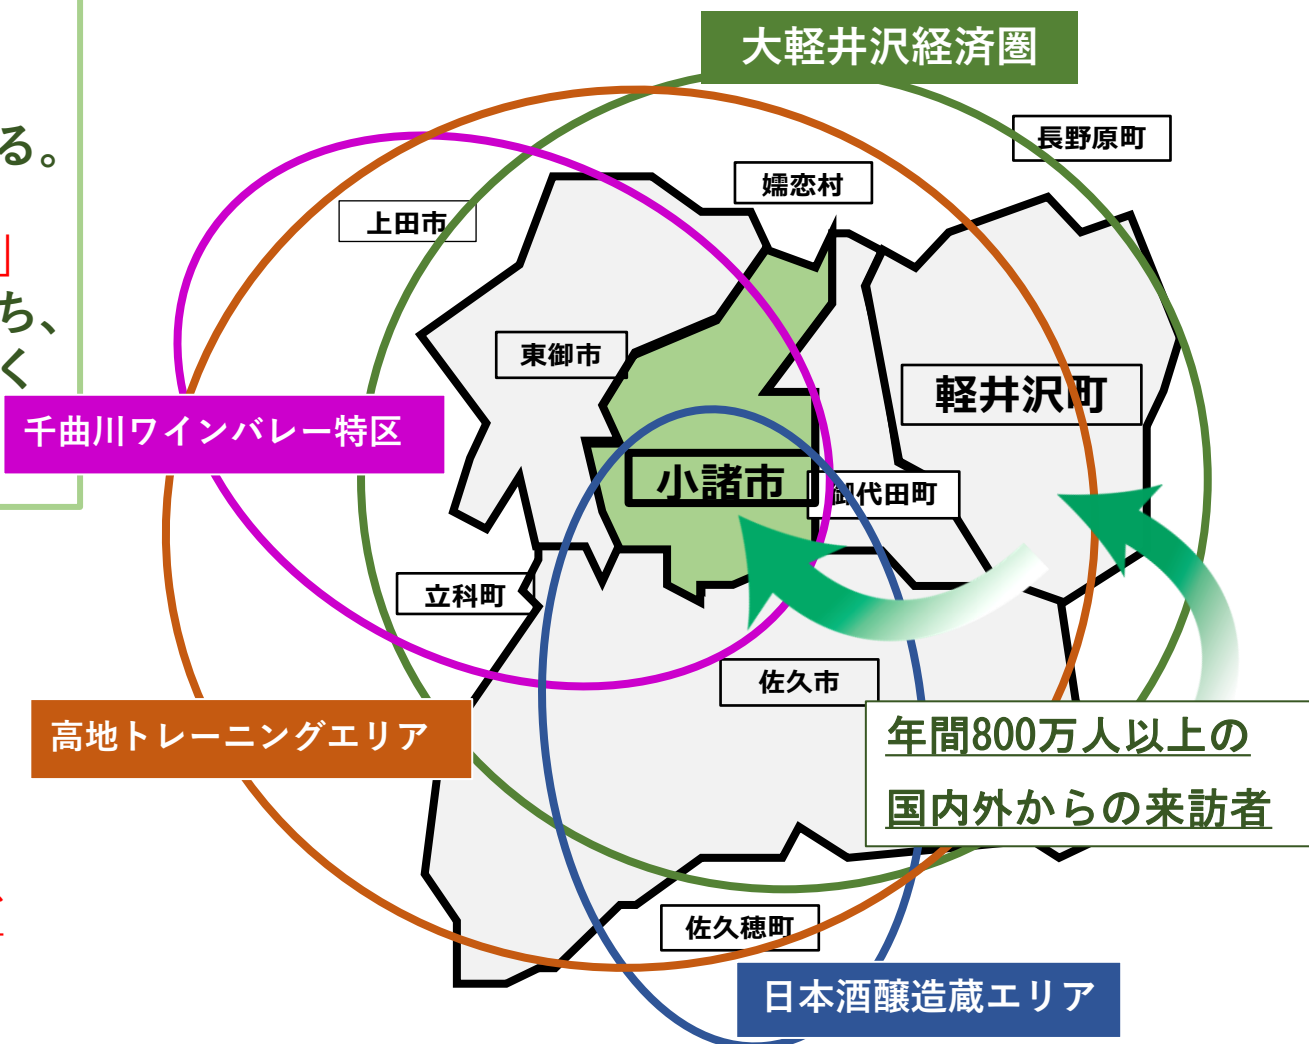 大軽井沢経済圏
る。
長野原町
嬬恋村
上田市
」
ち、
東御市
く
軽井沢町
千曲川ワインバレー特区
小諸市
御代田町
立科町
佐久市
高地トレーニングエリア
年間800万人以上の
国内外からの来訪者
佐久穂町
日本酒醸造蔵エリア